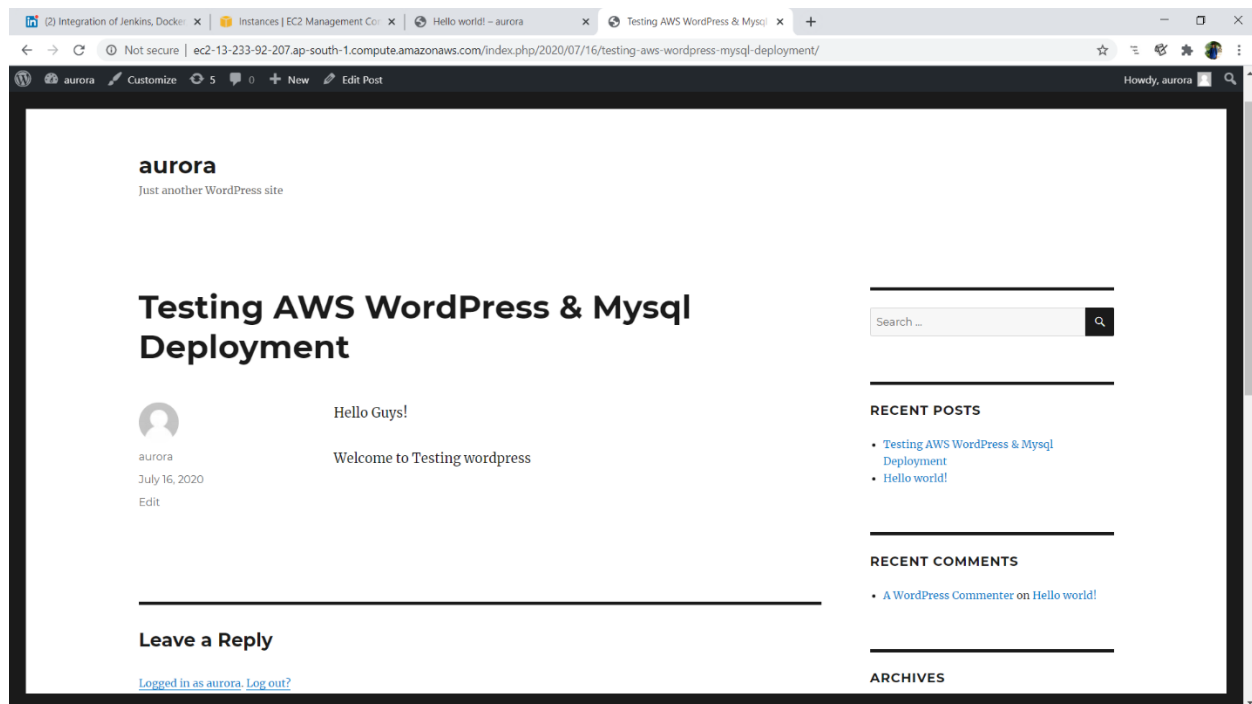 (2) Integration of Jenkins, Docker
Instances | EC2 Management Con
Hello world! – aurora
Testing AWS WordPress & Mysql
Not secure | ec2-13-233-92-207.ap-south-1.compute.amazonaws.com/index.php/2020/07/16/testing-aws-wordpress-mysql-deployment/
aurora Customize 5 0 New Edit Post Howdy, aurora
aurora
Just another WordPress site
Testing AWS WordPress & Mysql
Deployment
aurora
July 16, 2020
Edit
Hello Guys!
Welcome to Testing wordpress
Leave a Reply
Logged in as aurora. Log out?
Search ...
RECENT POSTS
Testing AWS WordPress & Mysql
Deployment
Hello world!
RECENT COMMENTS
A WordPress Commenter on Hello world!
ARCHIVES